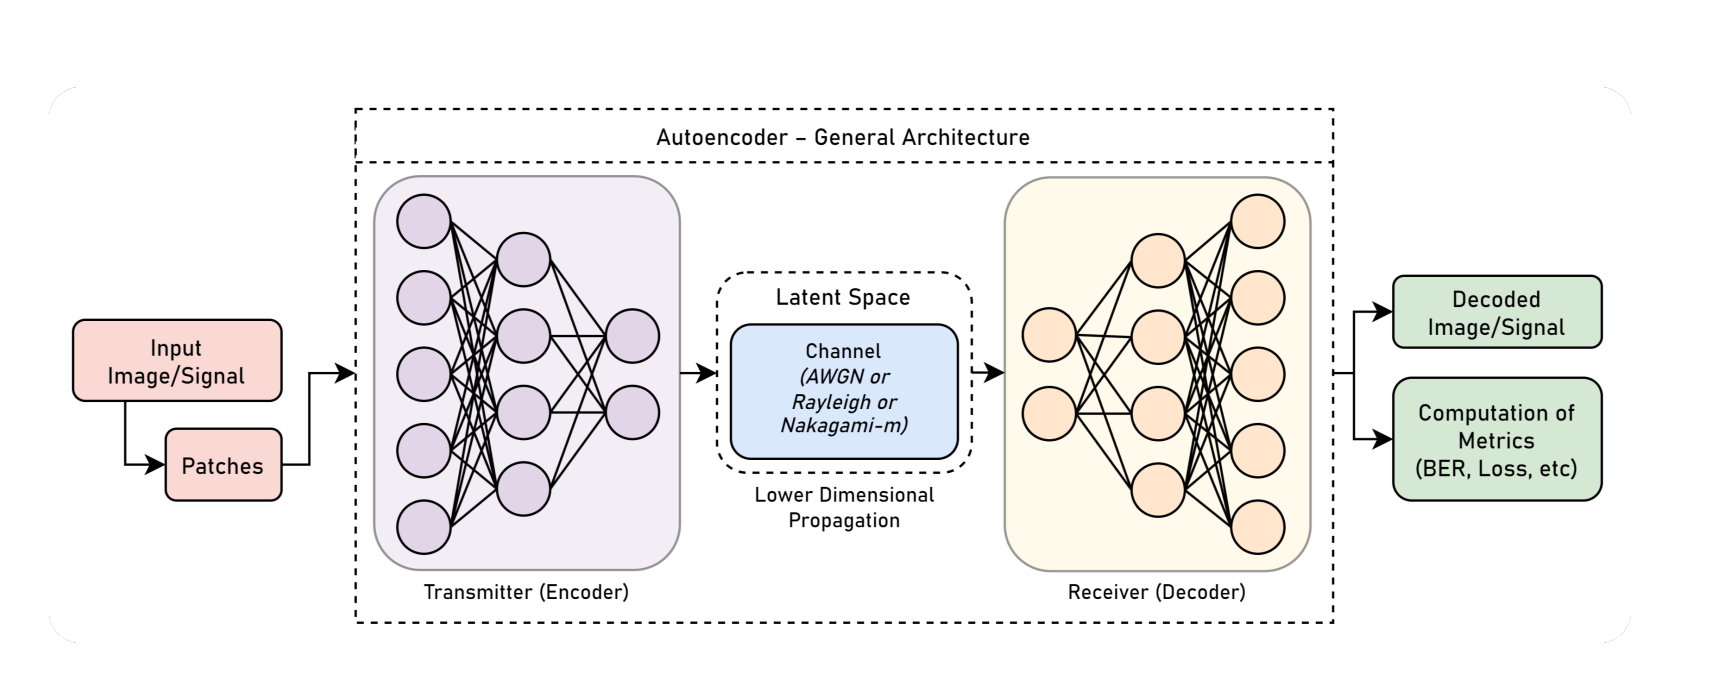 Autoencoder – General Architecture
Input
Image/Signal
Patches
Transmitter (Encoder)
Latent Space
Channel
(AWGN or
Rayleigh or
Nakagami-m)
Lower Dimensional
Propagation
Receiver (Decoder)
Decoded
Image/Signal
Computation of
Metrics
(BER, Loss, etc)